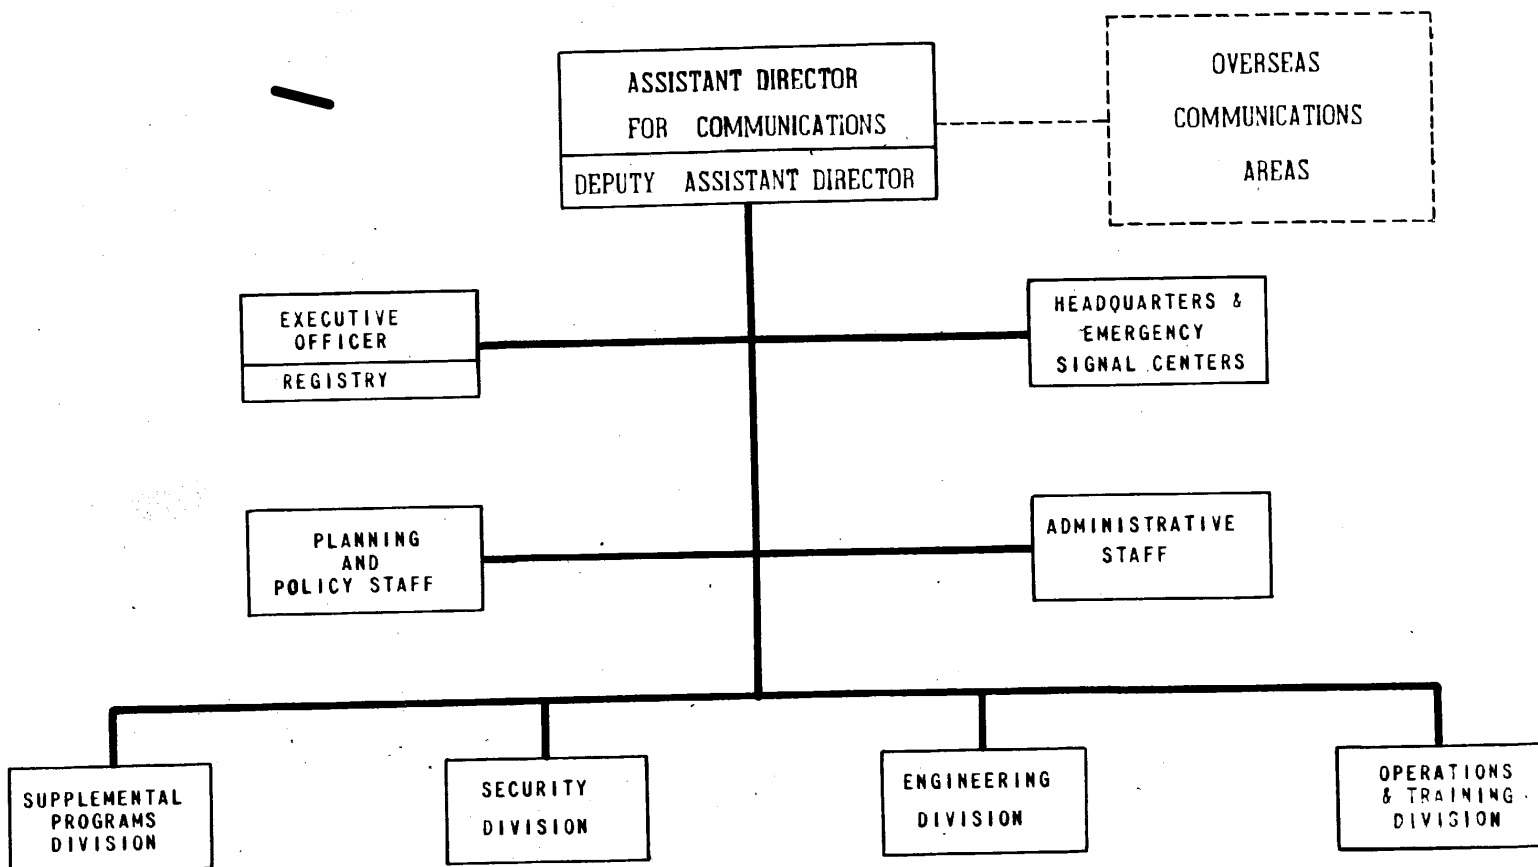 ASSISTANT DIRECTOR
FOR COMMUNICATIONS
DEPUTY ASSISTANT DIRECTOR
OVERSEAS
COMMUNICATIONS
AREAS
EXECUTIVE
OFFICER
REGISTRY
HEADQUARTERS &
EMERGENCY
SIGNAL CENTERS
PLANNING
AND
POLICY STAFF
ADMINISTRATIVE
STAFF
SUPPLEMENTAL
PROGRAMS
DIVISION
SECURITY
DIVISION
ENGINEERING
DIVISION
OPERATIONS
& TRAINING
DIVISION